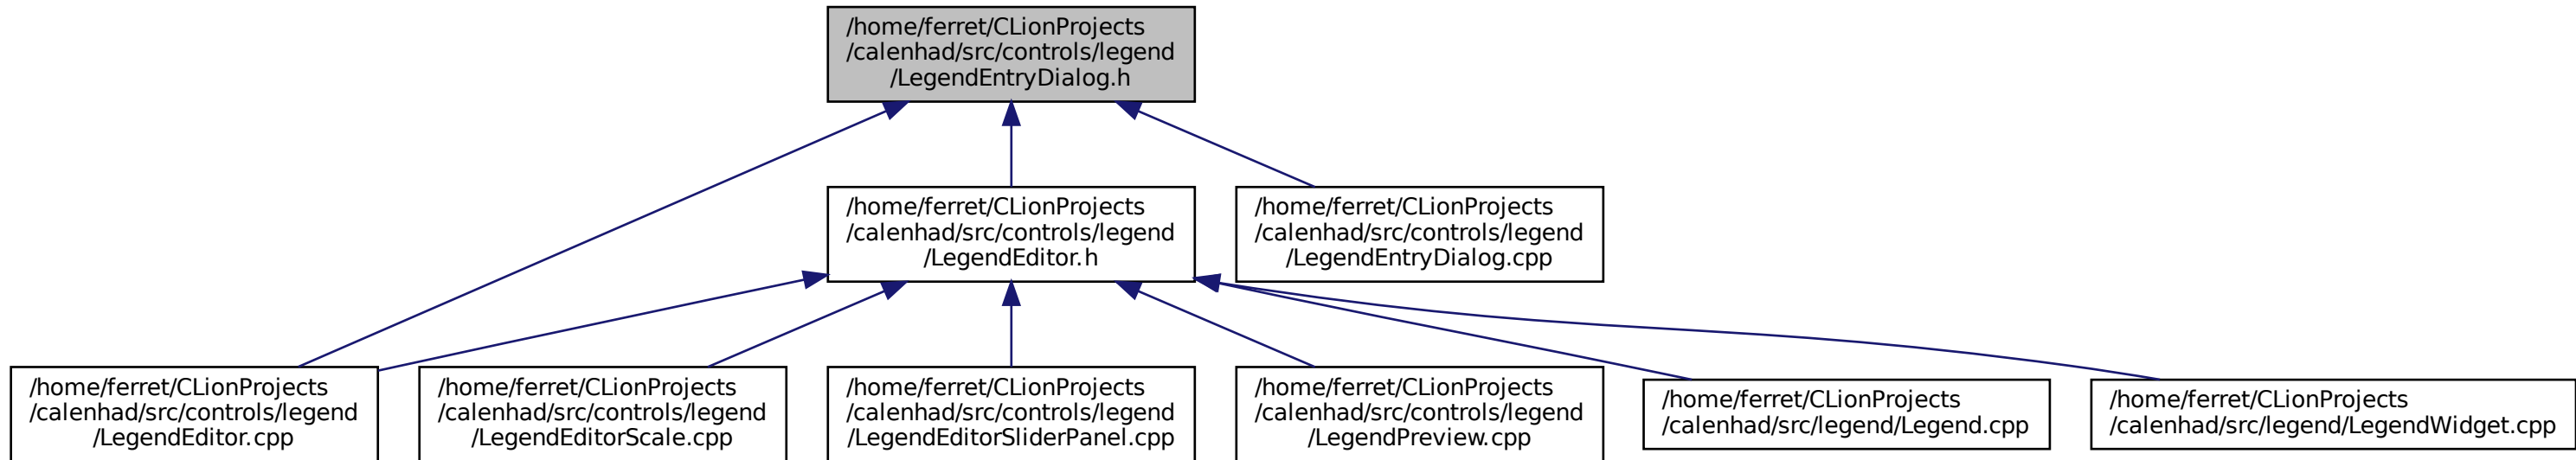 /home/ferret/CLionProjects
/calenhad/src/controls/legend
/LegendEntryDialog.h
/home/ferret/CLionProjects
/calenhad/src/controls/legend
/LegendEditor.h
/home/ferret/CLionProjects
/calenhad/src/controls/legend
/LegendEntryDialog.cpp
/home/ferret/CLionProjects
/calenhad/src/controls/legend
/LegendEditor.cpp
/home/ferret/CLionProjects
/calenhad/src/controls/legend
/LegendEditorScale.cpp
/home/ferret/CLionProjects
/calenhad/src/controls/legend
/LegendEditorSliderPanel.cpp
/home/ferret/CLionProjects
/calenhad/src/controls/legend
/LegendPreview.cpp
/home/ferret/CLionProjects
/calenhad/src/legend/Legend.cpp
/home/ferret/CLionProjects
/calenhad/src/legend/LegendWidget.cpp